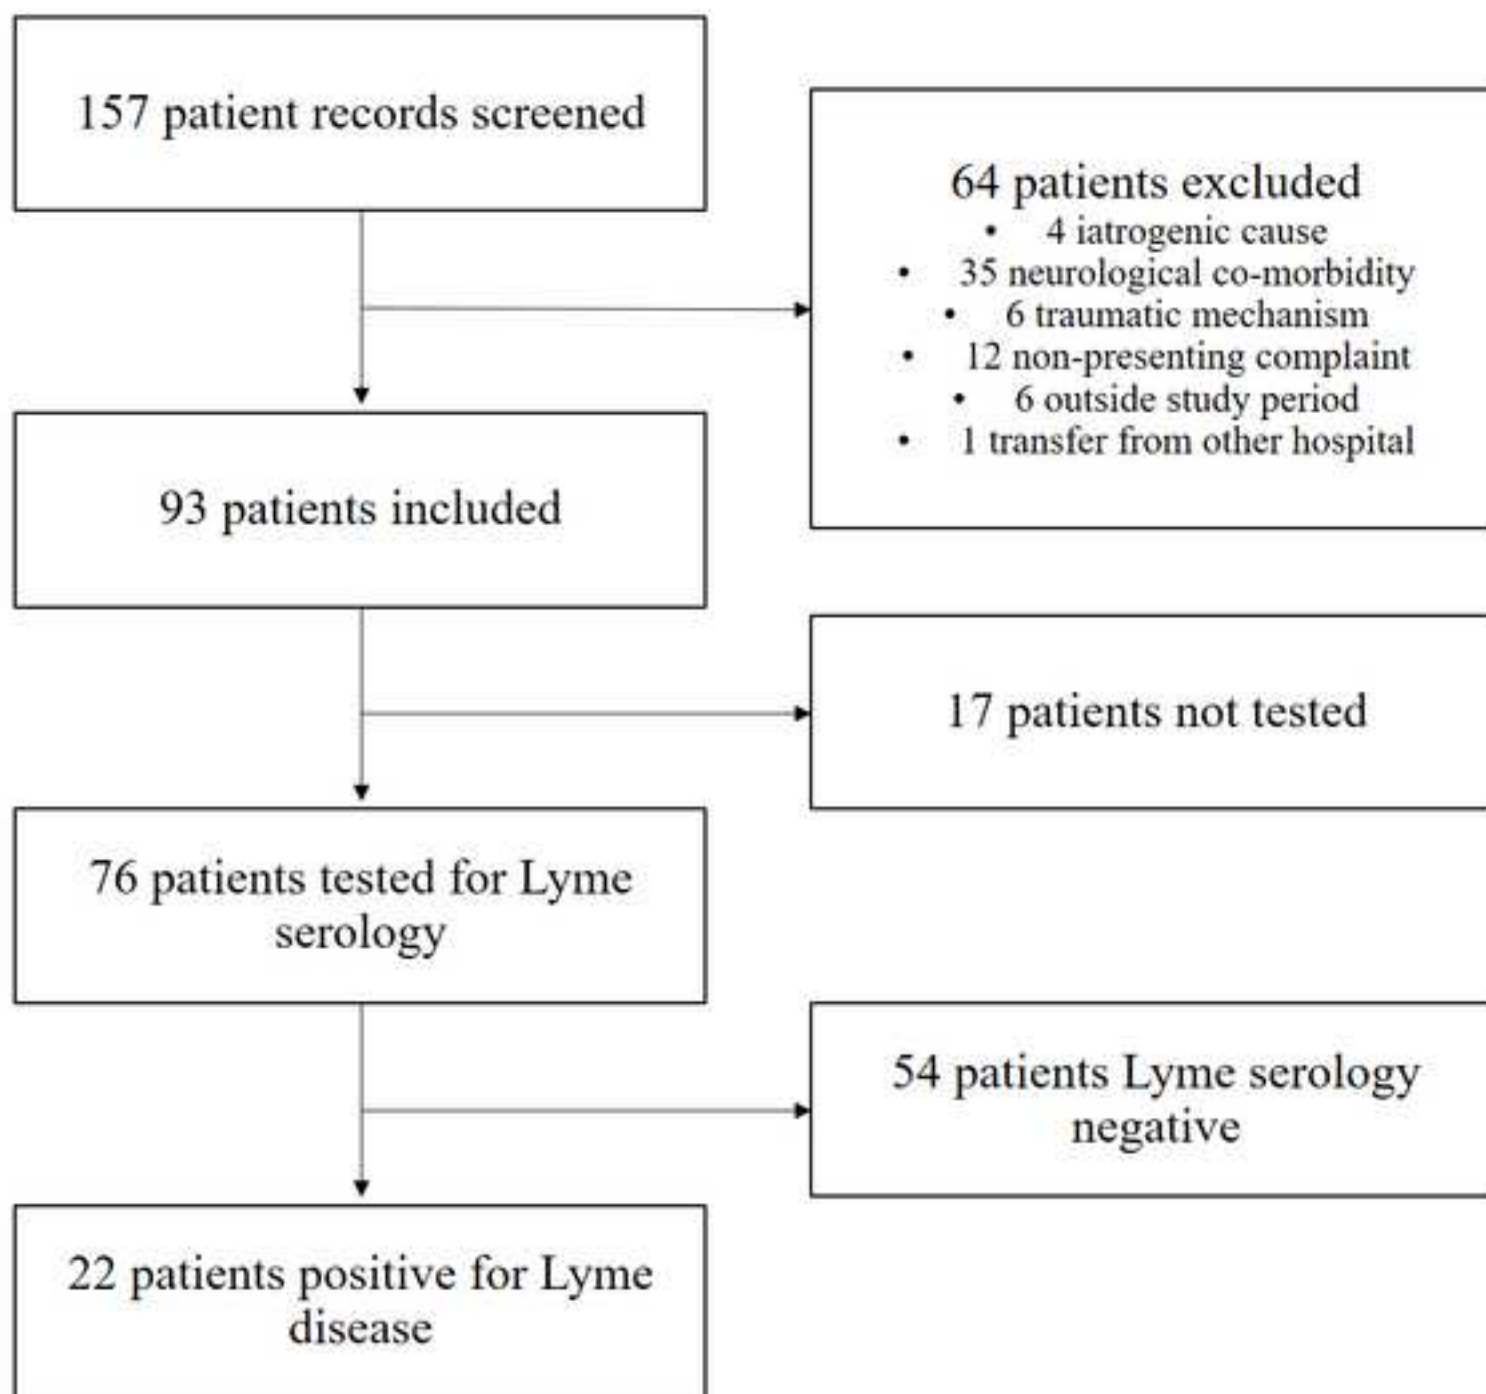 157 patient records screened
64 patients excluded
• 4 iatrogenic cause
• 35 neurological co-morbidity
• 6 traumatic mechanism
• 12 non-presenting complaint
• 6 outside study period
• 1 transfer from other hospital
93 patients included
17 patients not tested
76 patients tested for Lyme
serology
54 patients Lyme serology
negative
22 patients positive for Lyme
disease